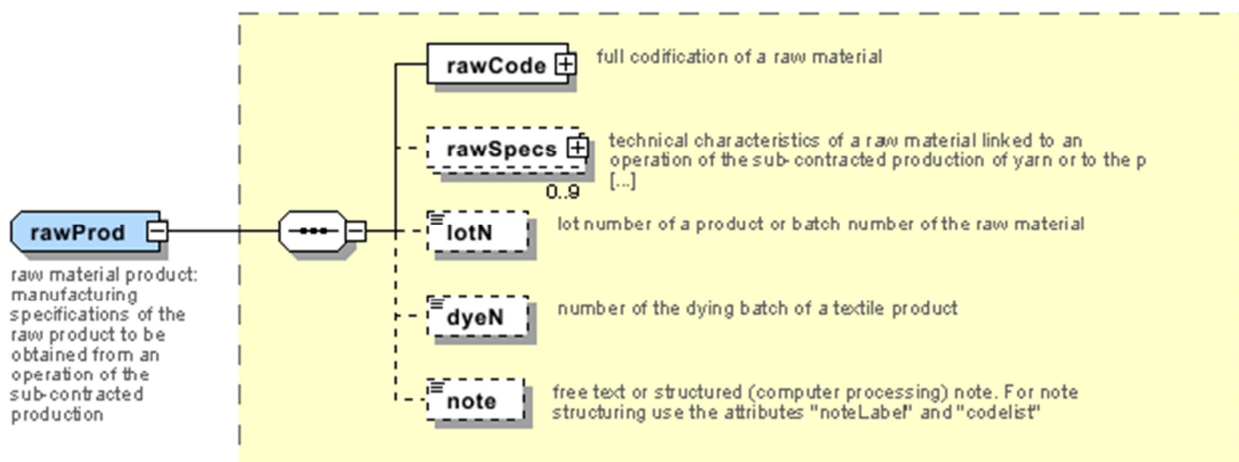 rawCode
full codification of a raw material
rawSpecs
technical characteristics of a raw material linked to an
operation of the sub-contracted production of yarn or to the p
[...]
0..9
rawProd
raw material product:
manufacturing
specifications of the
raw product to be
obtained from an
operation of the
sub-contracted
production
lotN
lot number of a product or batch number of the raw material
dyeN
number of the dying batch of a textile product
note
free text or structured (computer processing) note. For note
structuring use the attributes "noteLabel" and "codelist"